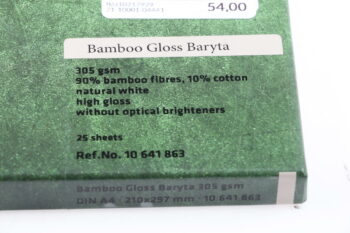 54,00
Bamboo Gloss Baryta
305 gsm
90% bamboo fibres, 10% cotton
natural white
high gloss
without optical brighteners
25 sheets
Ref.No. 10 641 863
Bamboo Gloss Baryta 305 gsm
DIN A4 · 210x297 mm · 10 641 863